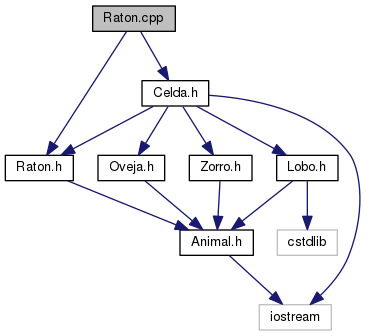 Raton.cpp
Celda.h
Raton.h
Oveja.h
Zorro.h
Lobo.h
Animal.h
cstdlib
iostream